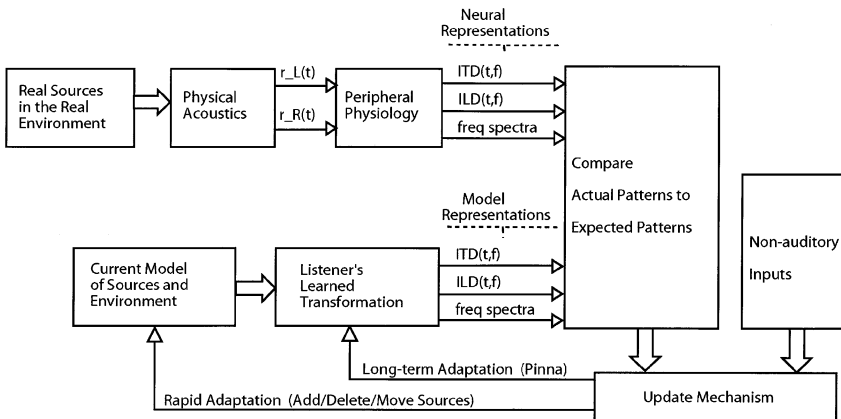 Neural
Representations
Real Sources
in the Real
Environment
Physical
Acoustics
r_L(t)
r_R(t)
Peripheral
Physiology
ITD(t,f)
ILD(t,f)
freq spectra
Compare
Actual Patterns to
Expected Patterns
Non-auditory
Inputs
Model
Representations
Current Model
of Sources and
Environment
Listener's
Learned
Transformation
ITD(t,f)
ILD(t,f)
freq spectra
Long-term Adaptation (Pinna)
Rapid Adaptation (Add/Delete/Move Sources)
Update Mechanism